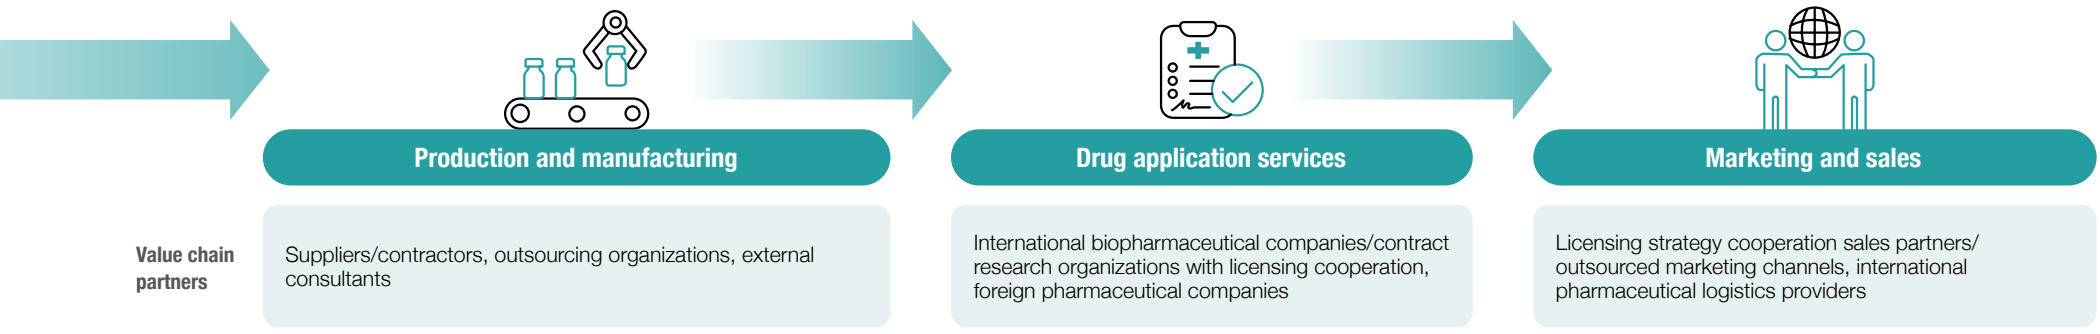 Production and manufacturing
Drug application services
Marketing and sales
Value chain
partners
Suppliers/contractors, outsourcing organizations, external
consultants
International biopharmaceutical companies/contract
research organizations with licensing cooperation,
foreign pharmaceutical companies
Licensing strategy cooperation sales partners/
outsourced marketing channels, international
pharmaceutical logistics providers